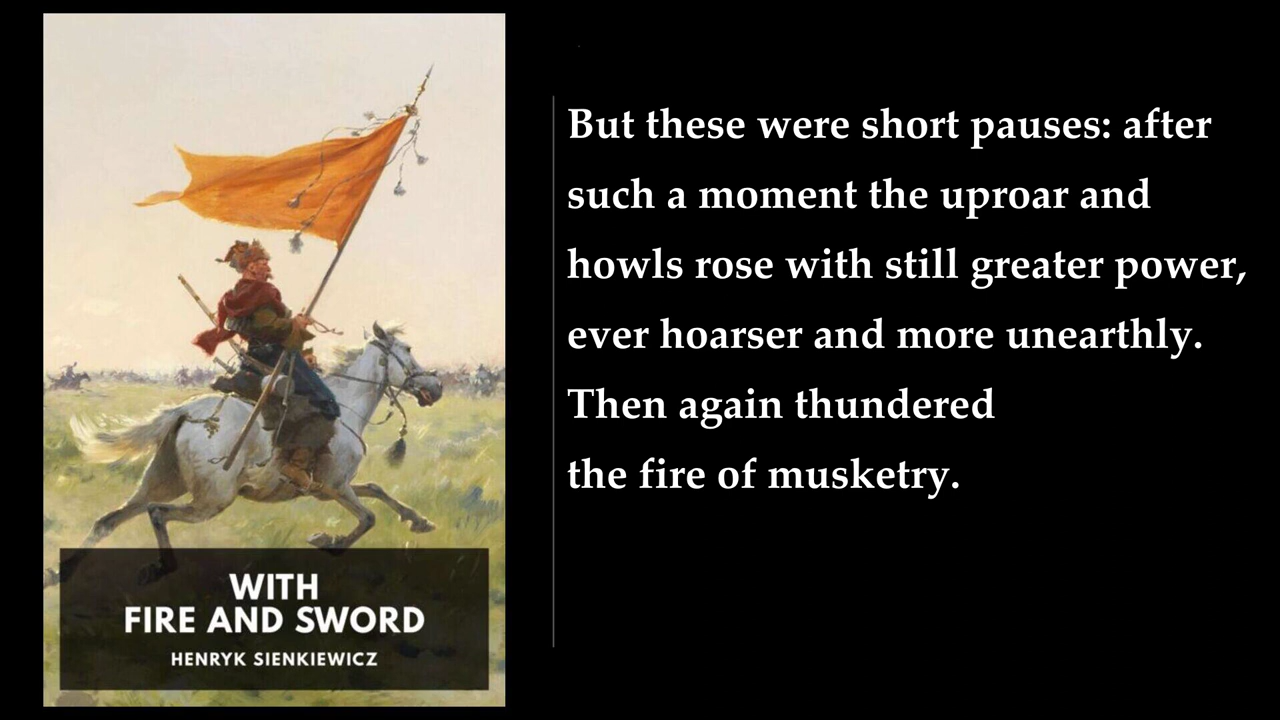 WITH
FIRE AND SWORD
HENRYK SIENKIEWICZ
But these were short pauses: after
such a moment the uproar and
howls rose with still greater power,
ever hoarser and more unearthly.
Then again thundered
the fire of musketry.